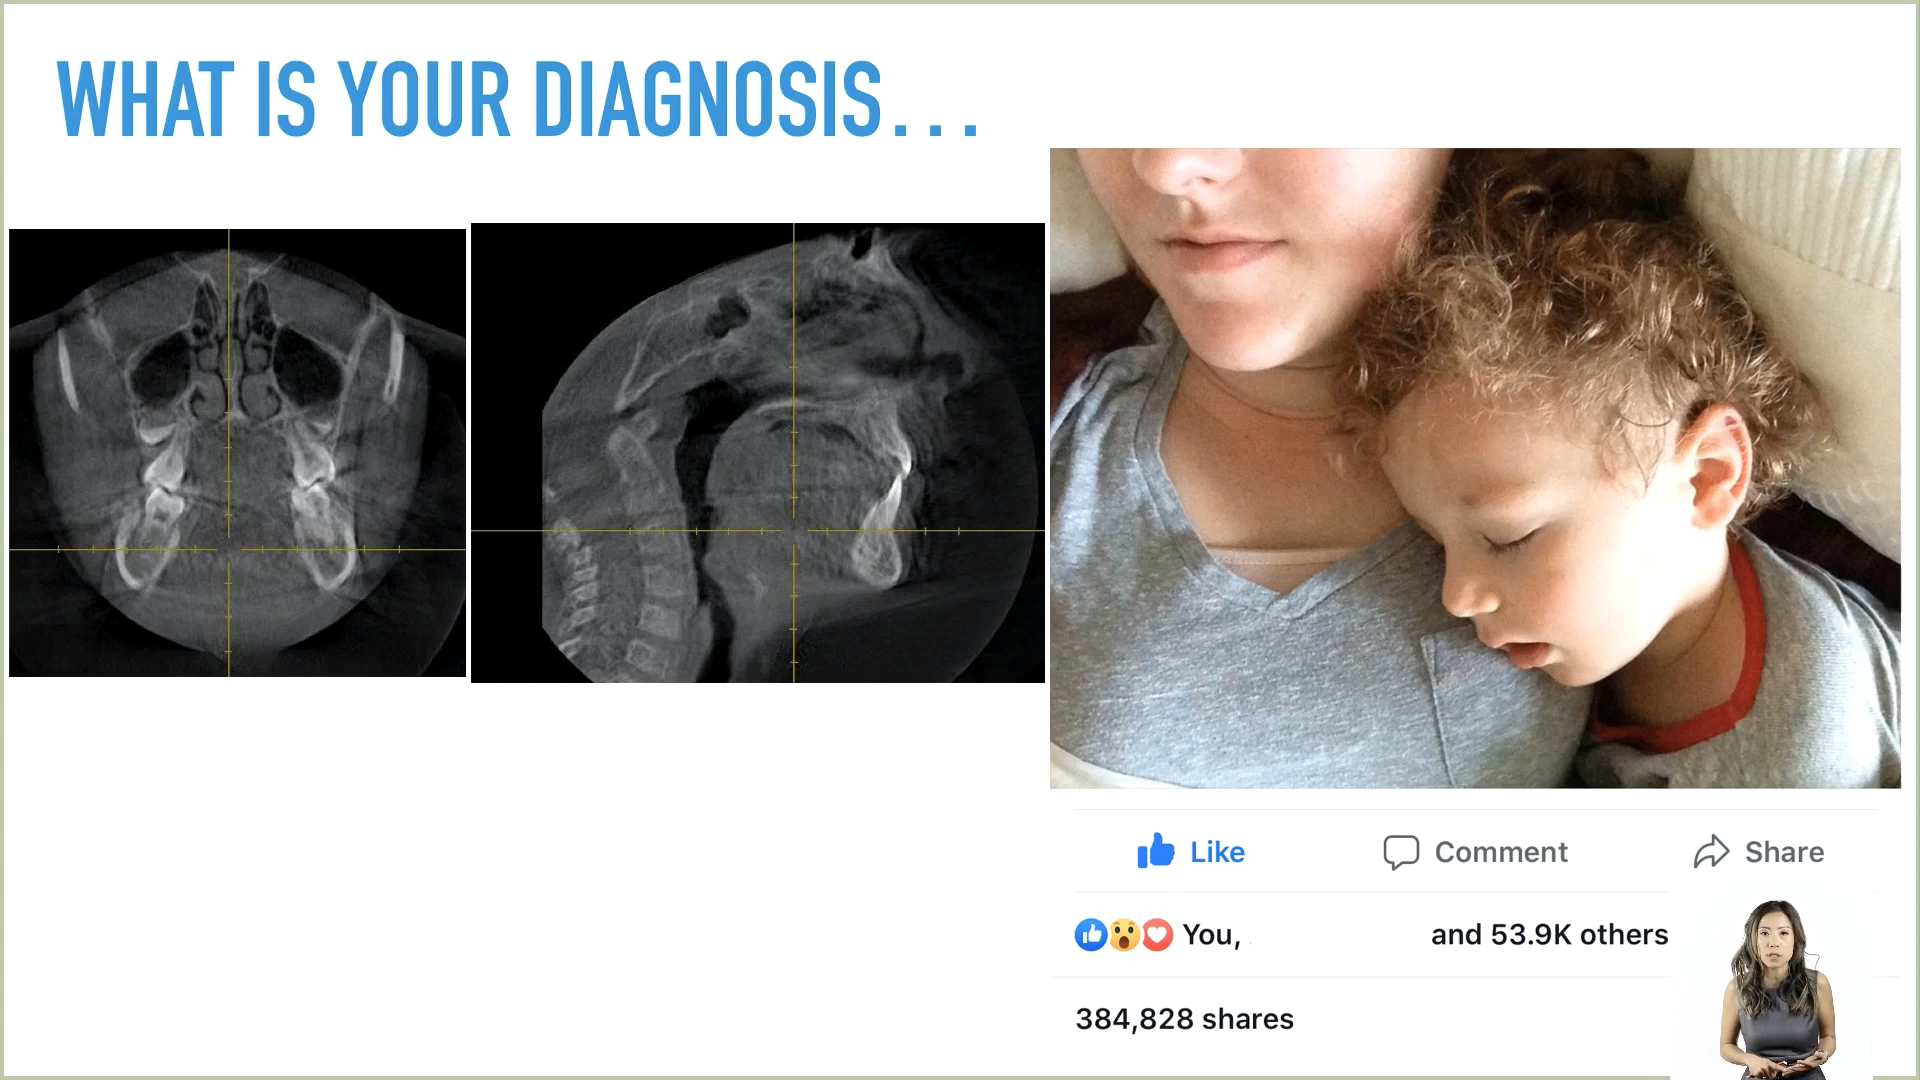 WHAT IS YOUR DIAGNOSIS...
Like Comment Share
You, and 53.9K others
384,828 shares